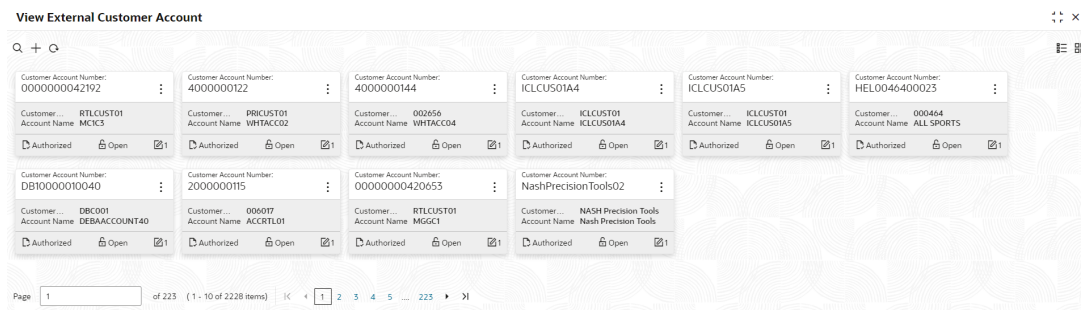 View External Customer Account
Customer Account Number: Customer Account Number: Customer Account Number: Customer Account Number: Customer Account Number: Customer Account Number:
0000000042192 4000000122 4000000144 ICLCUS01A4 ICLCUS01A5 HEL0046400023
Customer... RTLCUST01 Customer... PRICUST01 Customer... 002656 Customer... ICLCUST01 Customer... ICLCUST01 Customer... 000464
Account Name MC1C3 Account Name WHTACC02 Account Name WHTACC04 Account Name ICLCUS01A4 Account Name ICLCUS01A5 Account Name ALL SPORTS
Authorized Open 1 Authorized Open 1 Authorized Open 1 Authorized Open 1 Authorized Open 1 Authorized Open 1
Customer Account Number: Customer Account Number: Customer Account Number: Customer Account Number:
DB10000010040 2000000115 00000000420653 NashPrecisionTools02
Customer... DBC001 Customer... 006017 Customer... RTLCUST01 Customer... NASH Precision Tools
Account Name DEBAACCOUNT40 Account Name ACCRTL01 Account Name MGGC1 Account Name Nash Precision Tools
Authorized Open 1 Authorized Open 1 Authorized Open 1 Authorized Open 1
Page 1 of 223 ( 1 - 10 of 2228 items) 1 2 3 4 5 .... 223